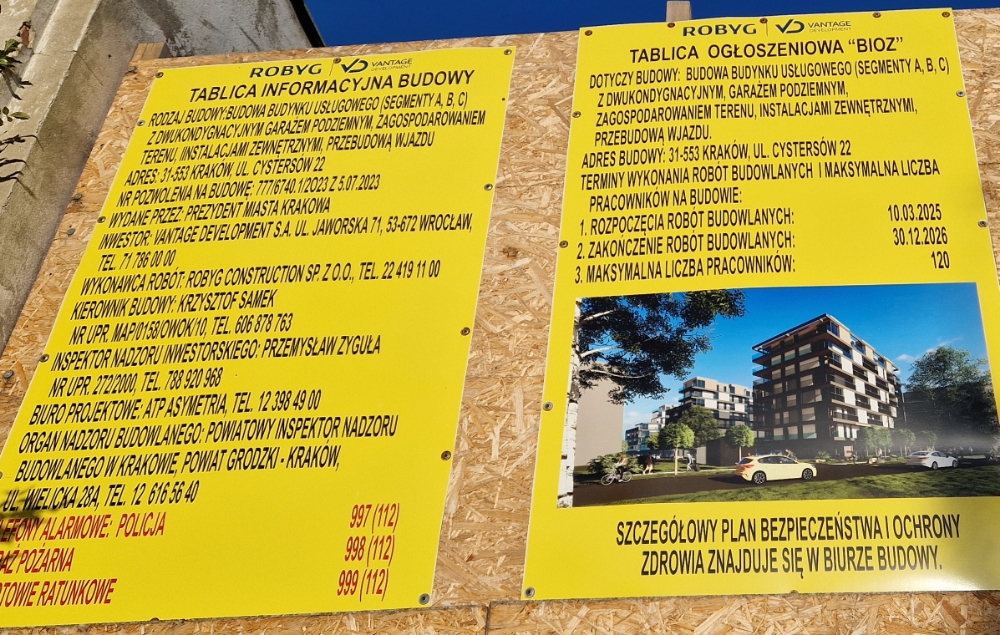 ROBYG VANTAGE DEVELOPMENT
TABLICA INFORMACYJNA BUDOWY
RODZAJ BUDOWY:BUDOWA BUDYNKU USŁUGOWEGO (SEGMENTY A, B, C)
Z DWUKONDYGNACYJNYM GARAŻEM PODZIEMNYM, ZAGOSPODAROWANIEM
TERENU, IINSTALACJAMI ZEWNĘTRZNYMI, PRZEBUDOWĄ WJAZDU
ADRES: 31-553 KRAKÓW, UL. CYSTERSÓW 22
NR POZWOLENIA NA BUDOWĘ: 777/6740.1/2023 Z 5.07.2023
WYDANE PRZEZ: PREZYDENT MIASTA KRAKOWA
INWESTOR: VANTAGE DEVELOPMENT S.A. UL. JAWORSKA 71, 53-672 WROCŁAW,
TEL. 71 786 00 00
WYKONAWCA ROBÓT: ROBYG CONSTRUCTION SP. Z O.O., TEL. 22 419 11 00
KIEROWNIK BUDOWY: KRZYSZTOF SAMEK
NR UPR. MAP/0158/OWOK/10, TEL. 606 878 763
INSPEKTOR NADZORU INWESTORSKIEGO: PRZEMYSŁAW ZYGUŁA
NR UPR. 272/2000, TEL. 788 920 968
BIURO PROJEKTOWE: ATP ASYMETRIA, TEL. 12 398 49 00
ORGAN NADZORU BUDOWLANEGO: POWIATOWY INSPEKTOR NADZORU
BUDOWLANEGO W KRAKOWIE, POWIAT GRODZKI - KRAKÓW,
UL. WIELICKA 28A, TEL. 12 616 56 40
ALARMOWE: POLICJA 997 (112)
POŻARNA 998 (112)
RATUNKOWE 999 (112)
ROBYG VANTAGE DEVELOPMENT
TABLICA OGŁOSZENIOWA "BIOZ"
DOTYCZY BUDOWY: BUDOWA BUDYNKU USŁUGOWEGO (SEGMENTY A, B, C)
Z DWUKONDYGNACYJNYM, GARAŻEM PODZIEMNYM,
ZAGOSPODAROWANIEM TERENU, INSTALACJAMI ZEWNĘTRZNYMI,
PRZEBUDOWĄ WJAZDU.
ADRES BUDOWY: 31-553 KRAKÓW, UL. CYSTERSÓW 22
TERMINY WYKONANIA ROBÓT BUDOWLANYCH I MAKSYMALNA LICZBA
PRACOWNIKÓW NA BUDOWIE:
1. ROZPOCZĘCIA ROBÓT BUDOWLANYCH: 10.03.2025
2. ZAKOŃCZENIE ROBÓT BUDOWLANYCH: 30.12.2026
3. MAKSYMALNA LICZBA PRACOWNIKÓW: 120
SZCZEGÓŁOWY PLAN BEZPIECZEŃSTWA I OCHRONY
ZDROWIA ZNAJDUJE SIĘ W BIURZE BUDOWY.